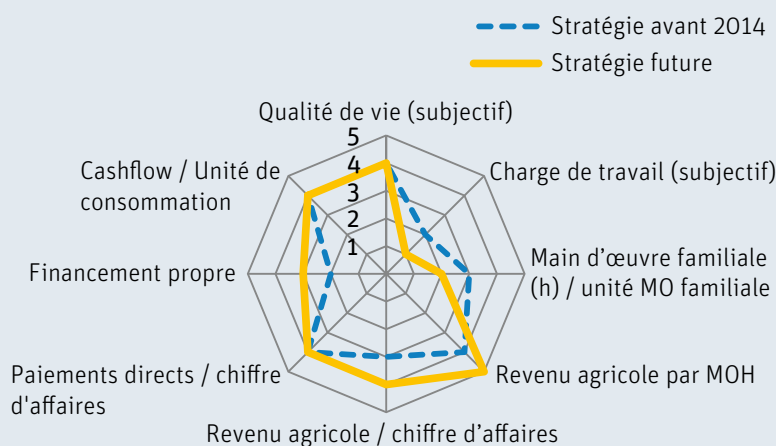 Stratégie avant 2014
Stratégie future
Qualité de vie (subjectif)
5
4
3
2
1
Cashflow / Unité de
consommation
Charge de travail (subjectif)
Financement propre
Main d’œuvre familiale
(h) / unité MO familiale
Paiements directs / chiffre
d'affaires
Revenu agricole par MOH
Revenu agricole / chiffre d’affaires